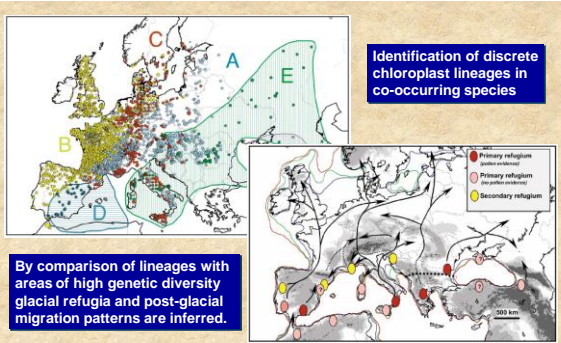 C
A
E
B
D
Identification of discrete
chloroplast lineages in
co-occurring species
Primary refugium
(pollen evidence)
Primary refugium
(no pollen evidence)
Secondary refugium
?
?
?
?
500 km
By comparison of lineages with
areas of high genetic diversity
glacial refugia and post-glacial
migration patterns are inferred.